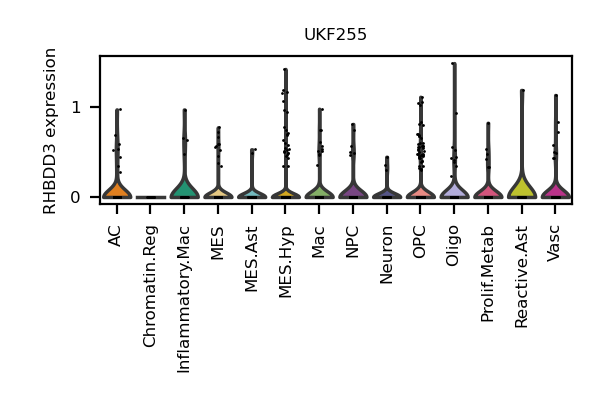 UKF255
RHBDD3 expression
1
0
AC
Chromatin.Reg
Inflammatory.Mac
MES
MES.Ast
MES.Hyp
Mac
NPC
Neuron
OPC
Oligo
Prolif.Metab
Reactive.Ast
Vasc